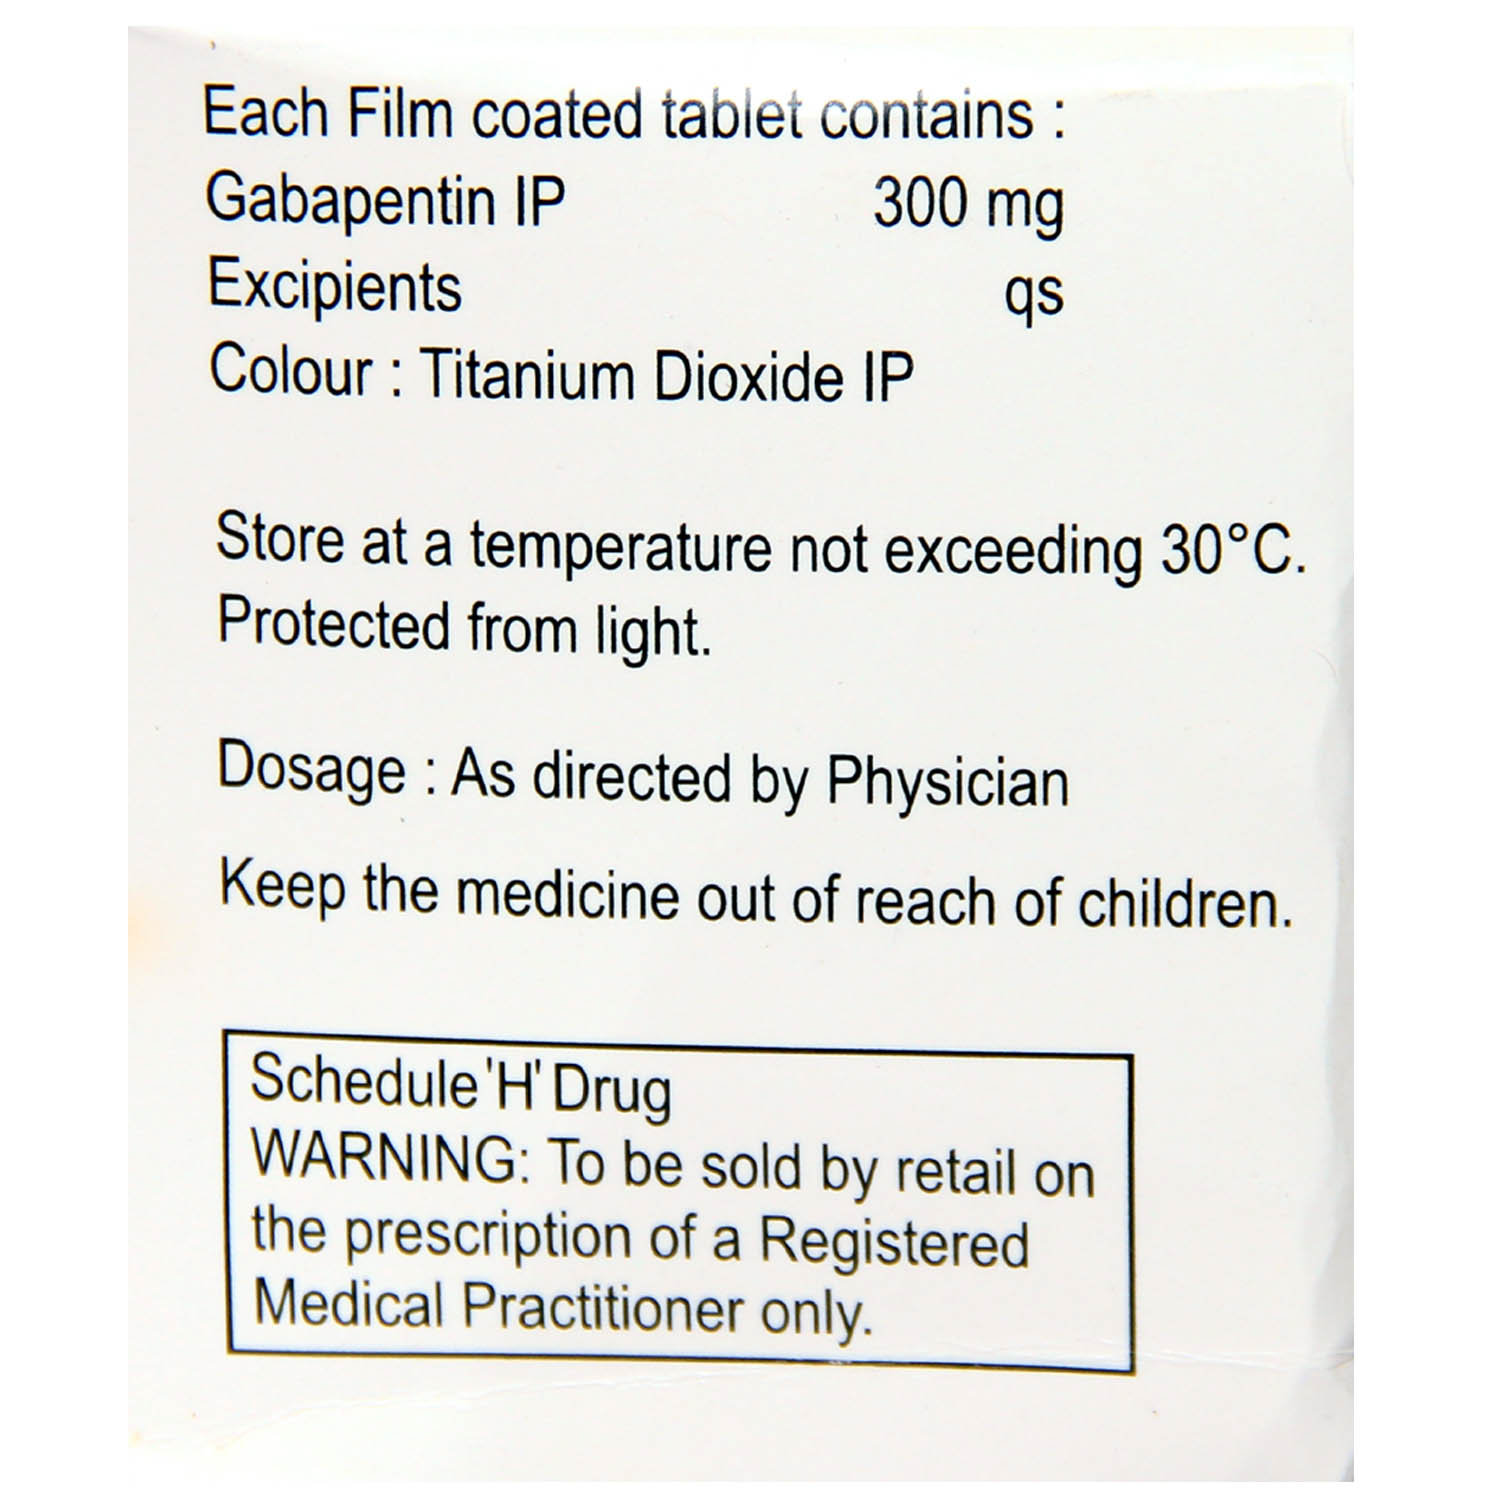 Each Film coated tablet contains :
Gabapentin IP 300 mg
Excipients qs
Colour : Titanium Dioxide IP
Store at a temperature not exceeding 30°C.
Protected from light.
Dosage : As directed by Physician
Keep the medicine out of reach of children.
Schedule 'H' Drug
WARNING: To be sold by retail on
the prescription of a Registered
Medical Practitioner only.